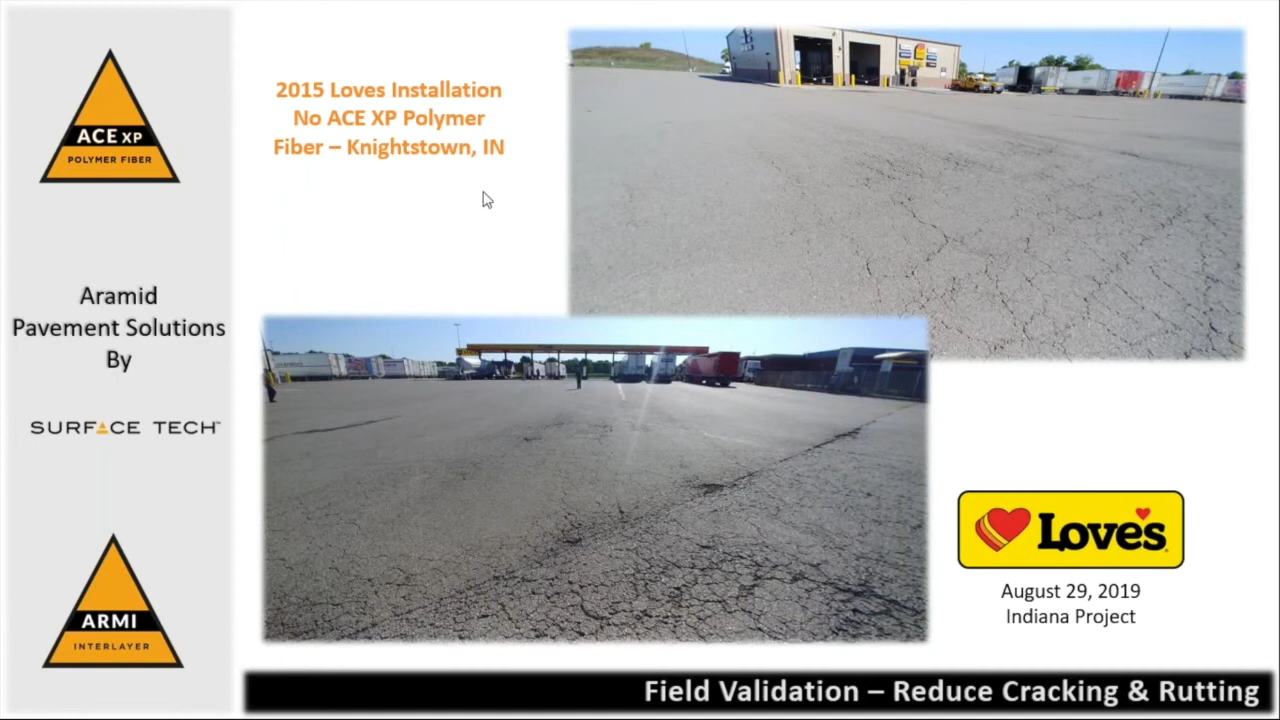 ACE XP
POLYMER FIBER
Aramid
Pavement Solutions
By
SURFACE TECH
ARMI
INTERLAYER
2015 Loves Installation
No ACE XP Polymer
Fiber – Knightstown, IN
Love's
August 29, 2019
Indiana Project
Field Validation – Reduce Cracking & Rutting